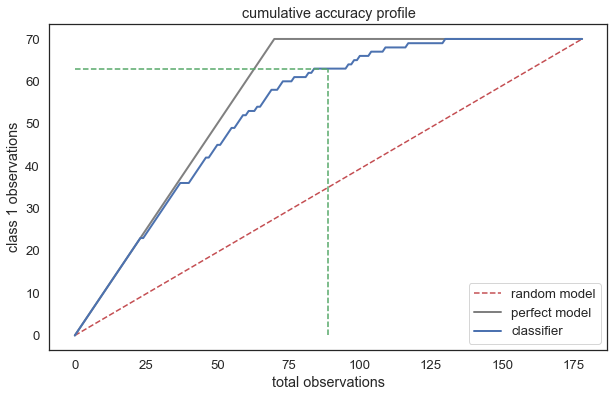 cumulative accuracy profile
70
60
50
40
30
20
10
0
class 1 observations
0 25 50 75 100 125 150 175
total observations
random model
perfect model
classifier